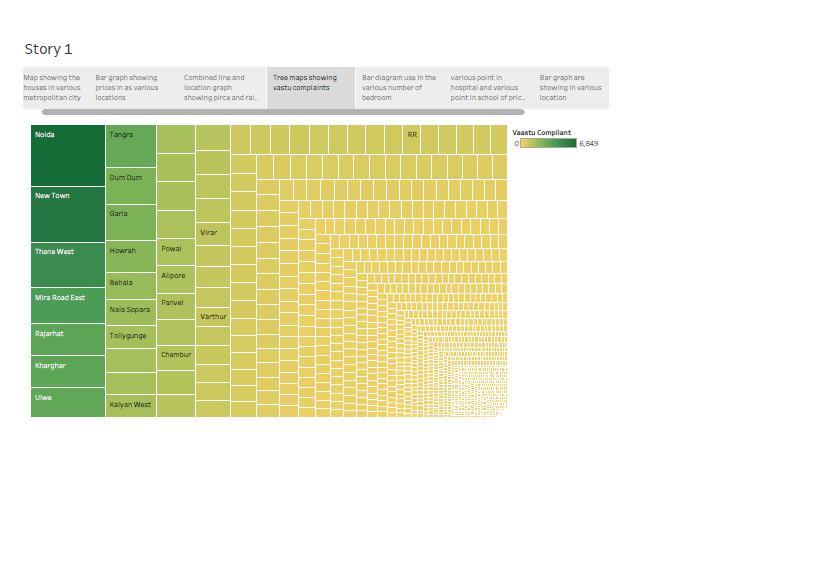 Story 1
Map showing the
houses in various
metropolitan city
Bar graph showing
prices in as various
locations
Combined line and
location graph
showing pirce and rai..
Tree maps showing
vastu complaints
Bar diagram use in the
various number of
bedroom
various point in
hospital and various
point in school of pric..
Bar graph are
showing in various
location
Noida
New Town
Thane West
Mira Road East
Rajarhat
Kharghar
Ulwe
Tangra
Dum Dum
Garia
Howrah
Behala
Nala Sopara
Tollygunge
Kalyan West
Powai
Alipore
Panvel
Chembur
Virar
Varthur
RR
Vaastu Compliant
0
6,849